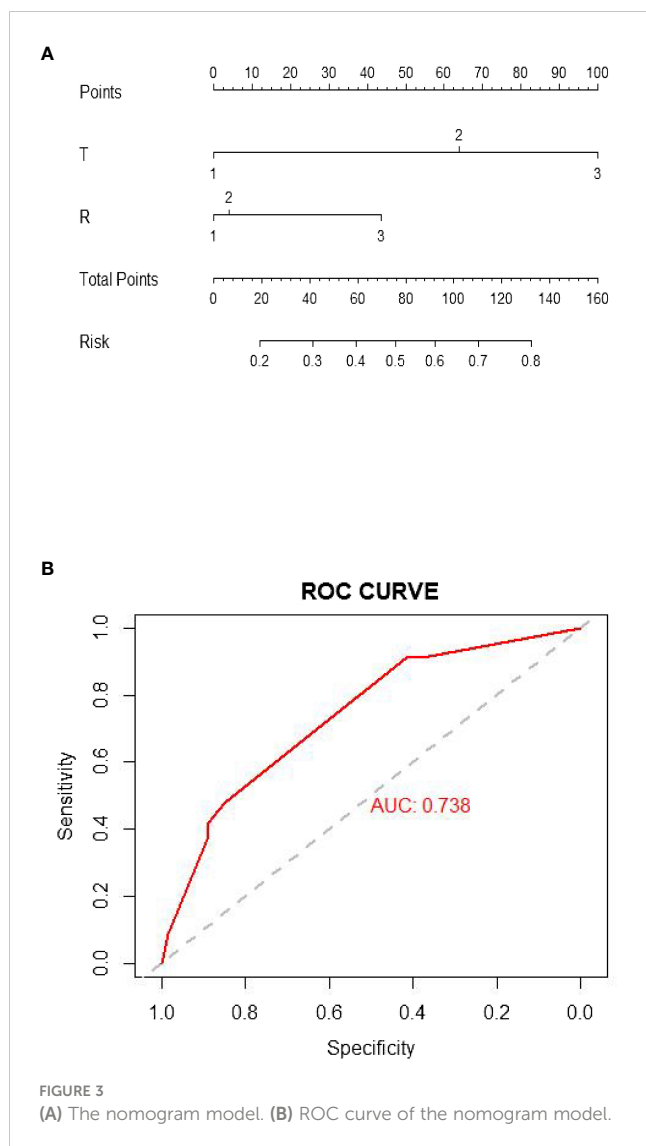 A
Points 0 10 20 30 40 50 60 70 80 90 100
T 1 2 3
R 1 2 3
Total Points 0 20 40 60 80 100 120 140 160
Risk 0.2 0.3 0.4 0.5 0.6 0.7 0.8
B
ROC CURVE
Sensitivity
1.0
0.8
0.6
0.4
0.2
0.0
AUC: 0.738
1.0 0.8 0.6 0.4 0.2 0.0
Specificity
FIGURE 3
(A) The nomogram model. (B) ROC curve of the nomogram model.